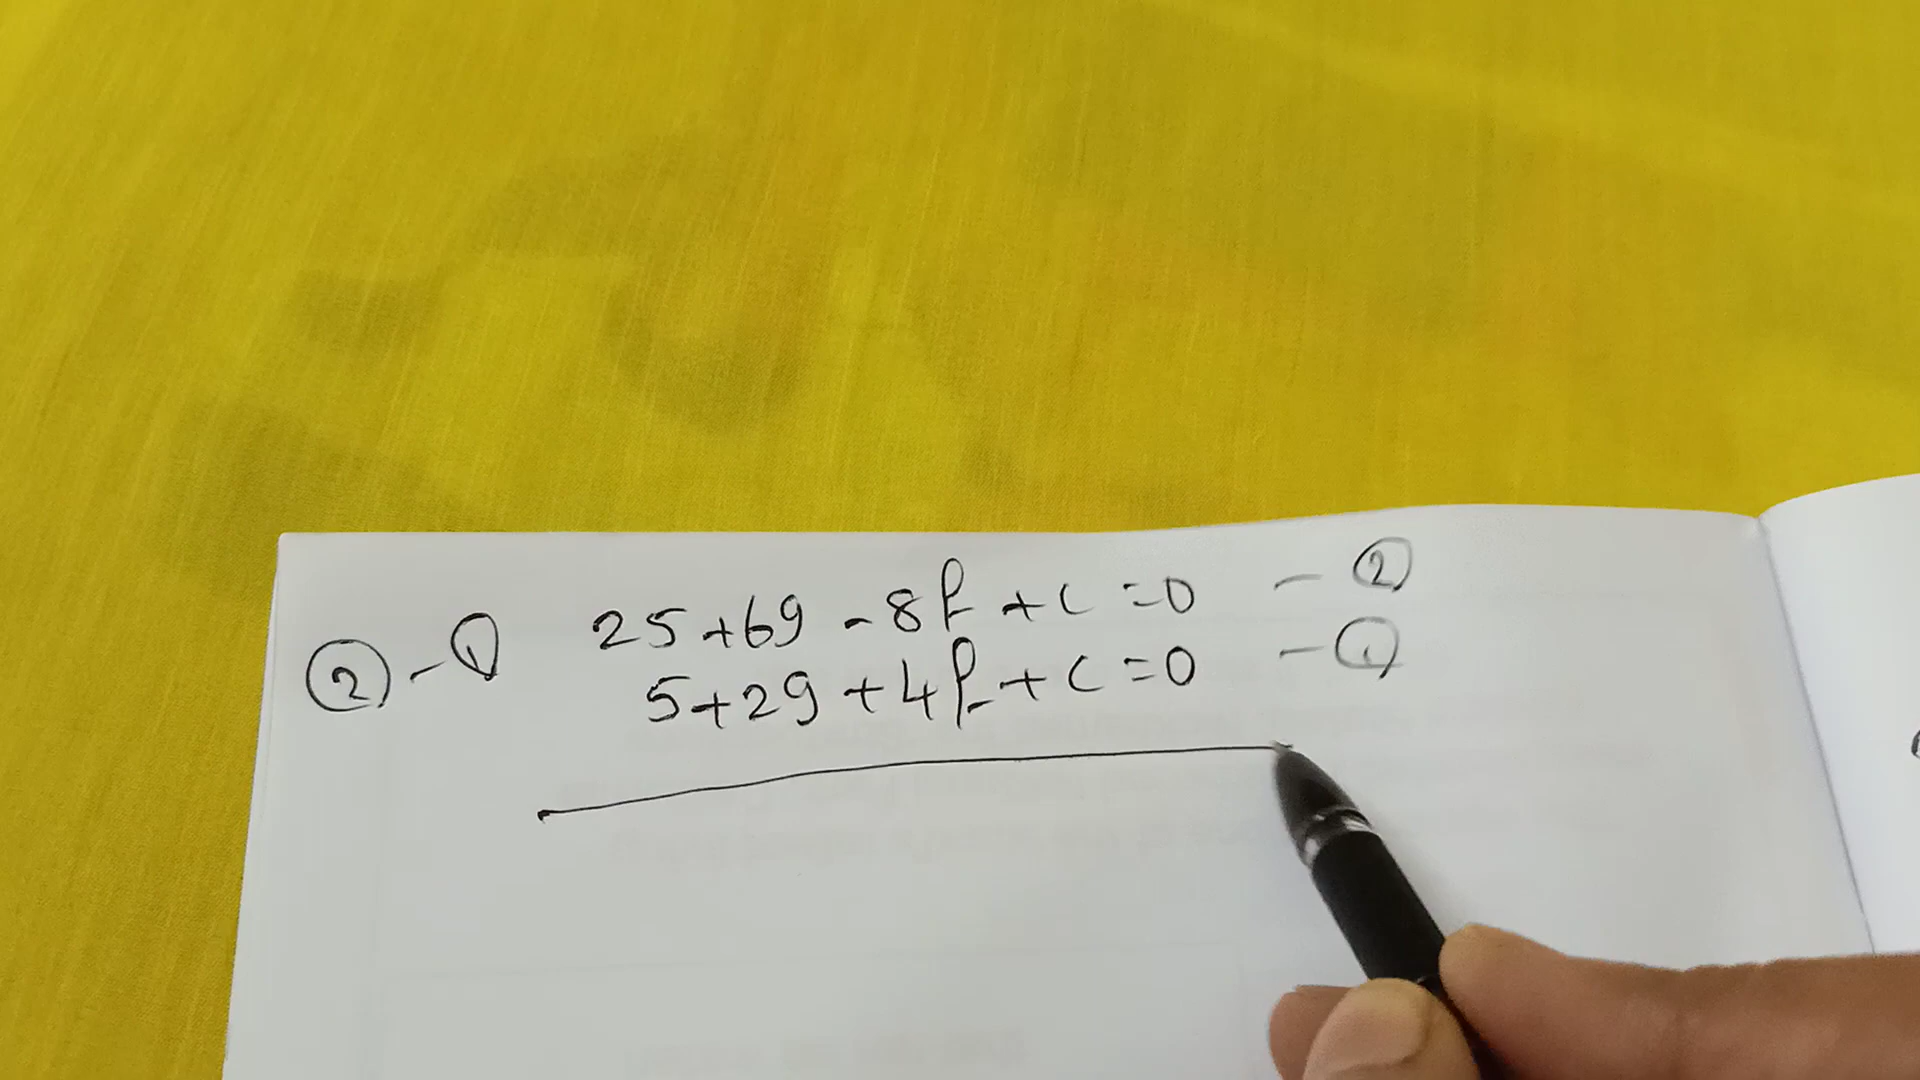 ② - ① 25+6g - 8f + c = 0 - ②
5+2g + 4f + c = 0 - ①